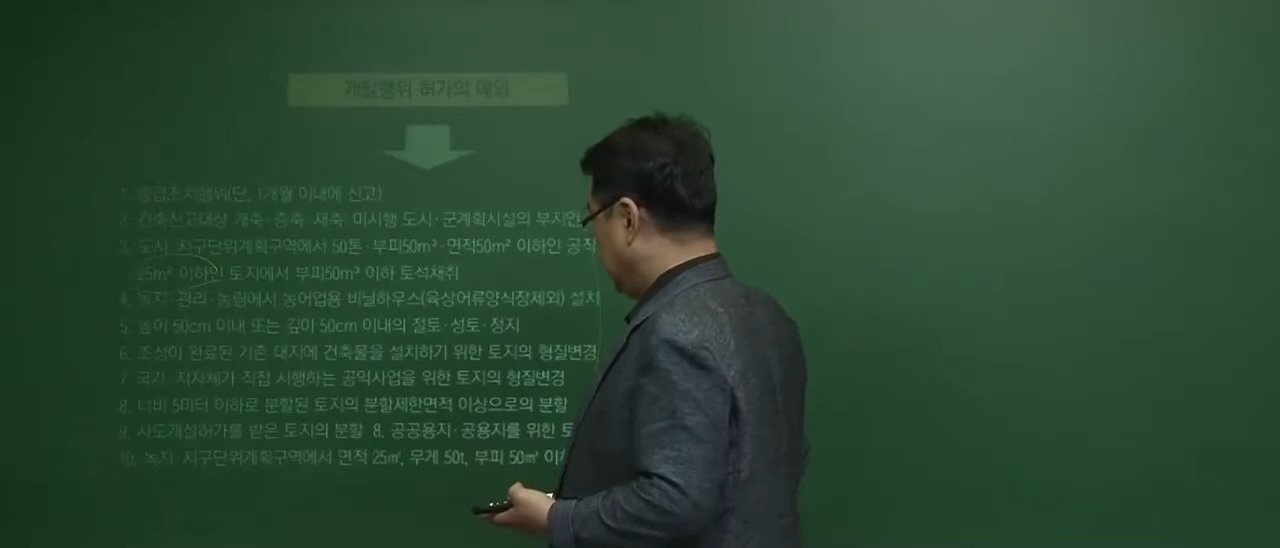 개발행위 허가의 예외
1. 응급조치행위(단, 1개월 이내에 신고)
2. 건축신고대상 개축·증축·재축, 미시행 도시·군계획시설의 부지인
3. 도시, 지구단위계획구역에서 50톤·부피50m³·면적50m² 이하인 공작
25m² 이하인 토지에서 부피50m³ 이하 토석채취
4. 녹지·관리·농림에서 농어업용 비닐하우스(육상어류양식장제외) 설치
5. 높이 50cm 이내 또는 깊이 50cm 이내의 절토·성토·정지
6. 조성이 완료된 기존 대지에 건축물을 설치하기 위한 토지의 형질변경
7. 국가, 지자체가 직접 시행하는 공익사업을 위한 토지의 형질변경
8. 너비 5미터 이하로 분할된 토지의 분할제한면적 이상으로의 분할
9. 사도개설허가를 받은 토지의 분할 8. 공공용지·공용지를 위한
10. 녹지·지구단위계획구역에서 면적 25㎡, 무게 50t, 부피 50㎥